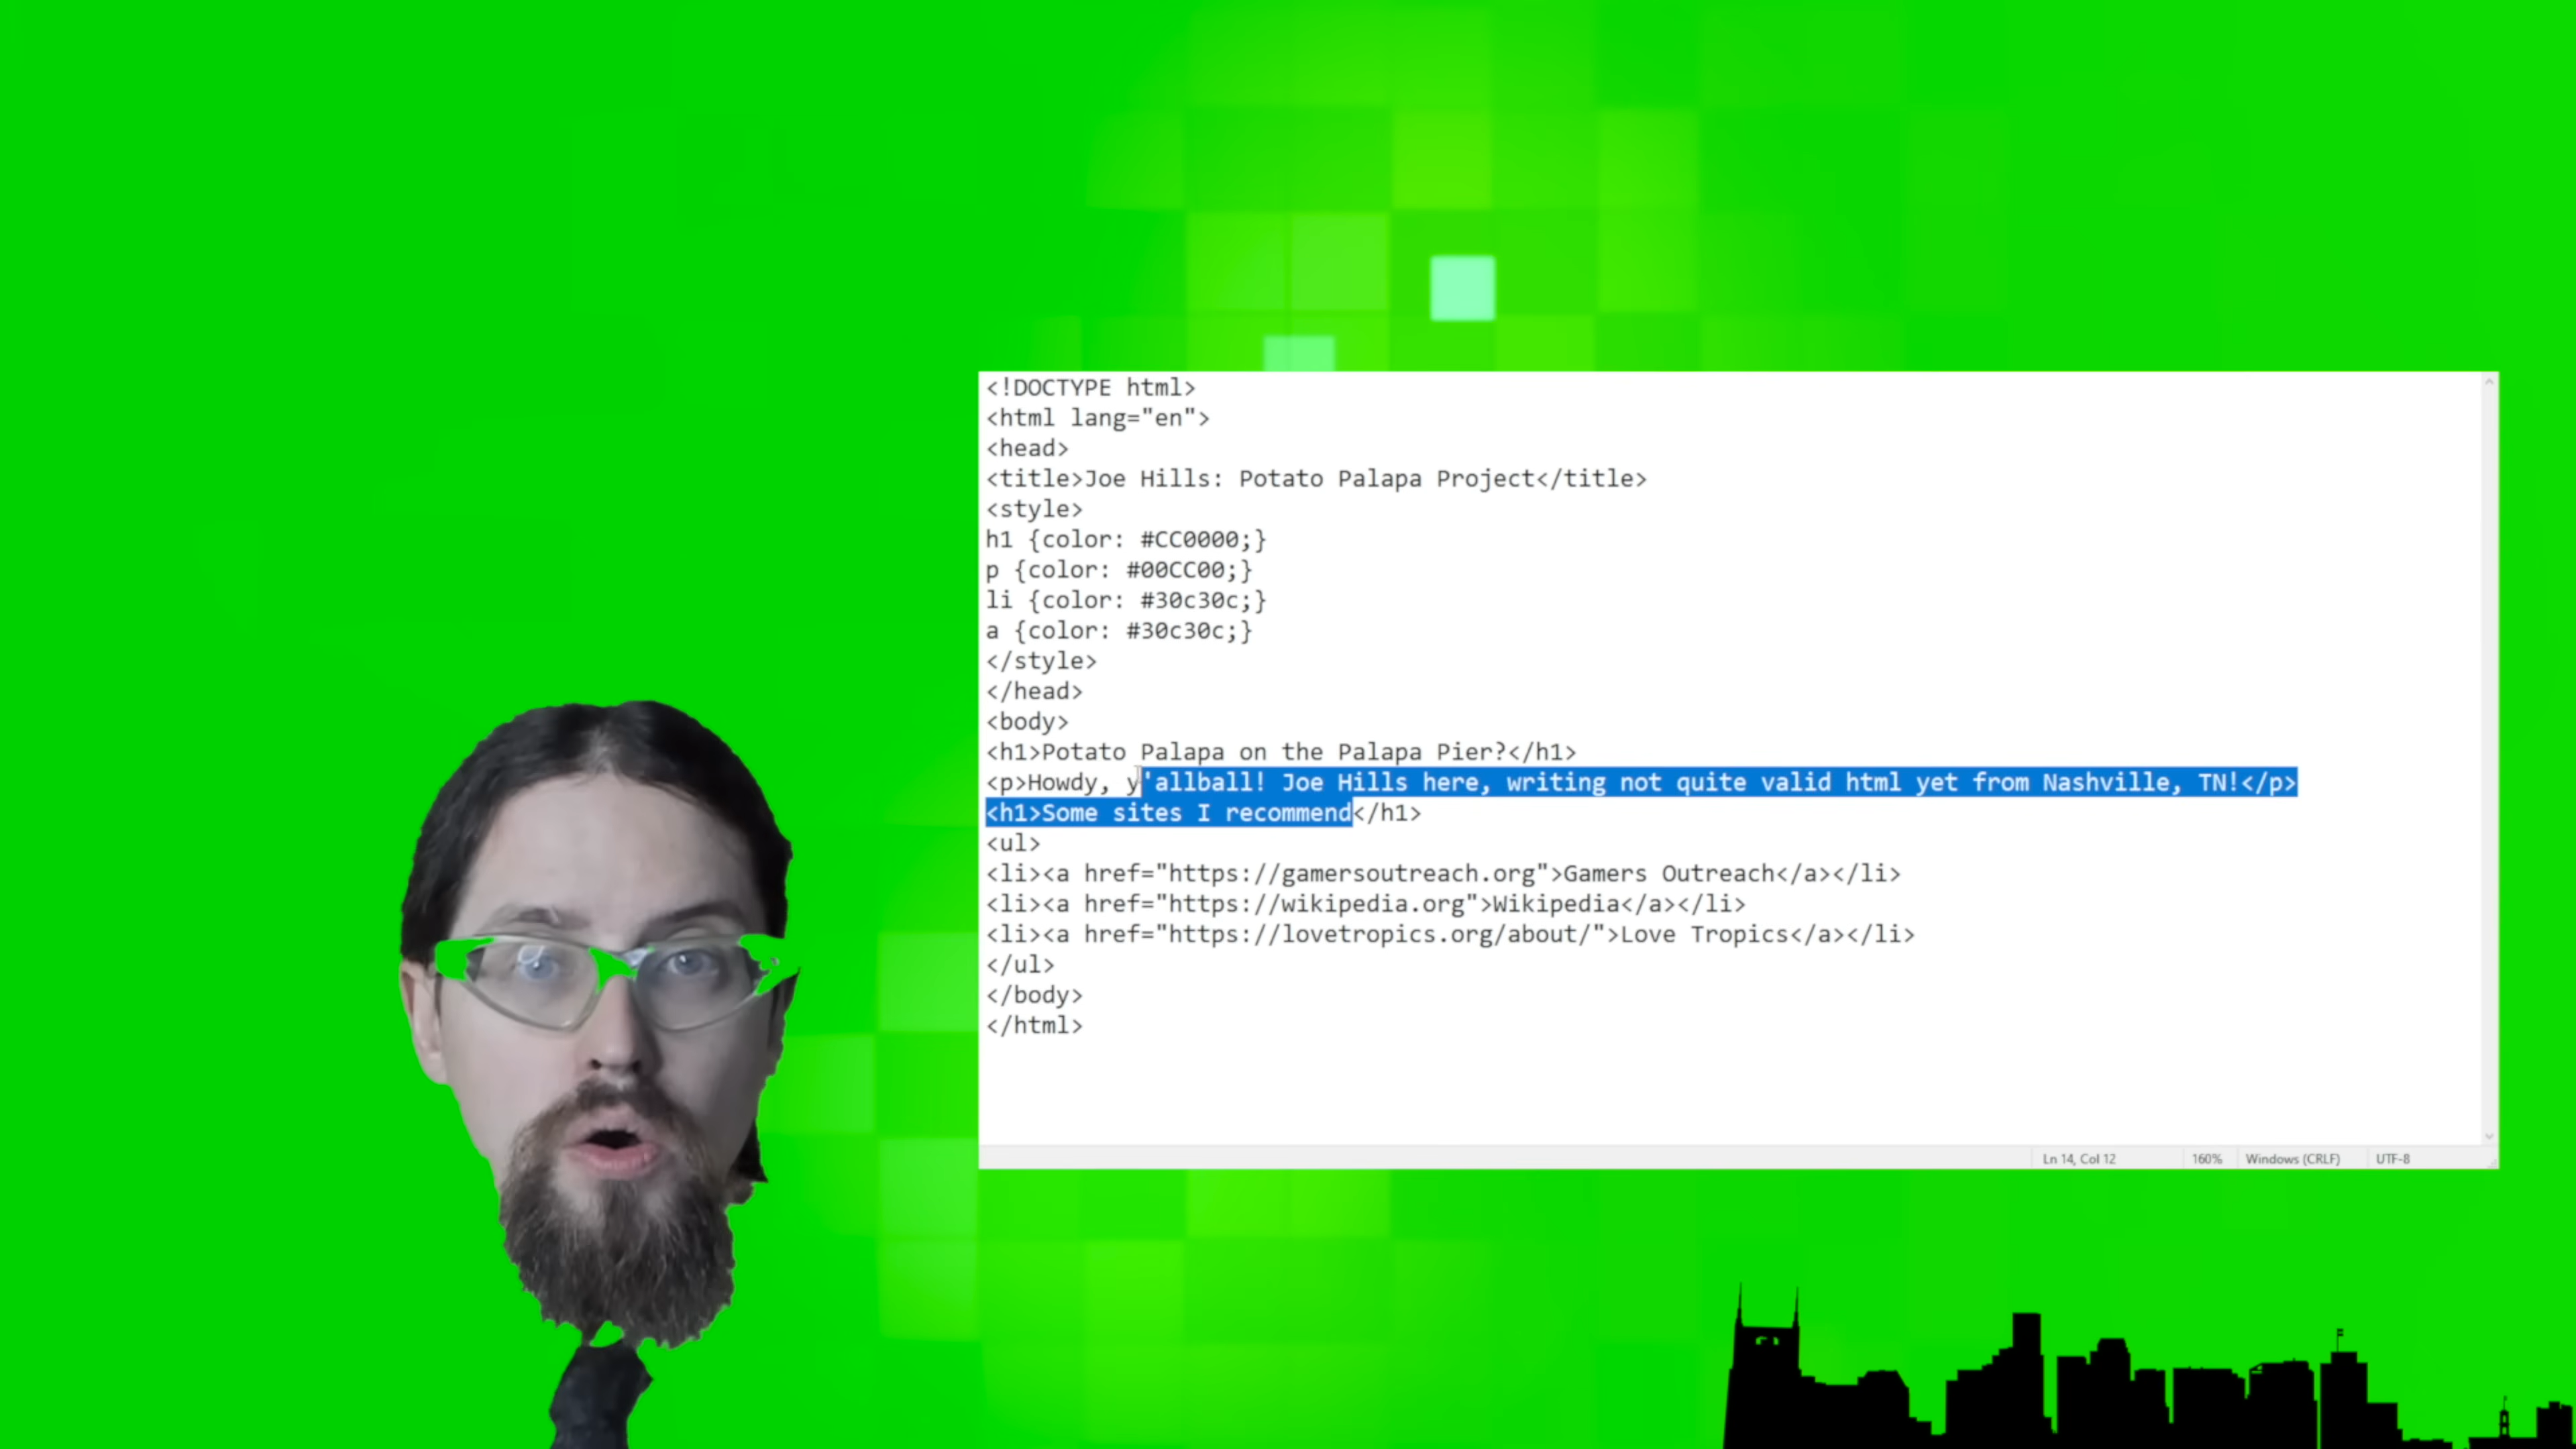 <!DOCTYPE html>
<html lang="en">
<head>
<title>Joe Hills: Potato Palapa Project</title>
<style>
h1 {color: #CC0000;}
p {color: #00CC00;}
li {color: #30c30c;}
a {color: #30c30c;}
</style>
</head>
<body>
<h1>Potato Palapa on the Palapa Pier?</h1>
<p>Howdy, y'allball! Joe Hills here, writing not quite valid html yet from Nashville, TN!</p>
<h1>Some sites I recommend</h1>
<ul>
<li><a href="https://gamersoutreach.org">Gamers Outreach</a></li>
<li><a href="https://wikipedia.org">Wikipedia</a></li>
<li><a href="https://lovetropics.org/about/">Love Tropics</a></li>
</ul>
</body>
</html>
Ln 14, Col 12 160% Windows (CRLF) UTF-8